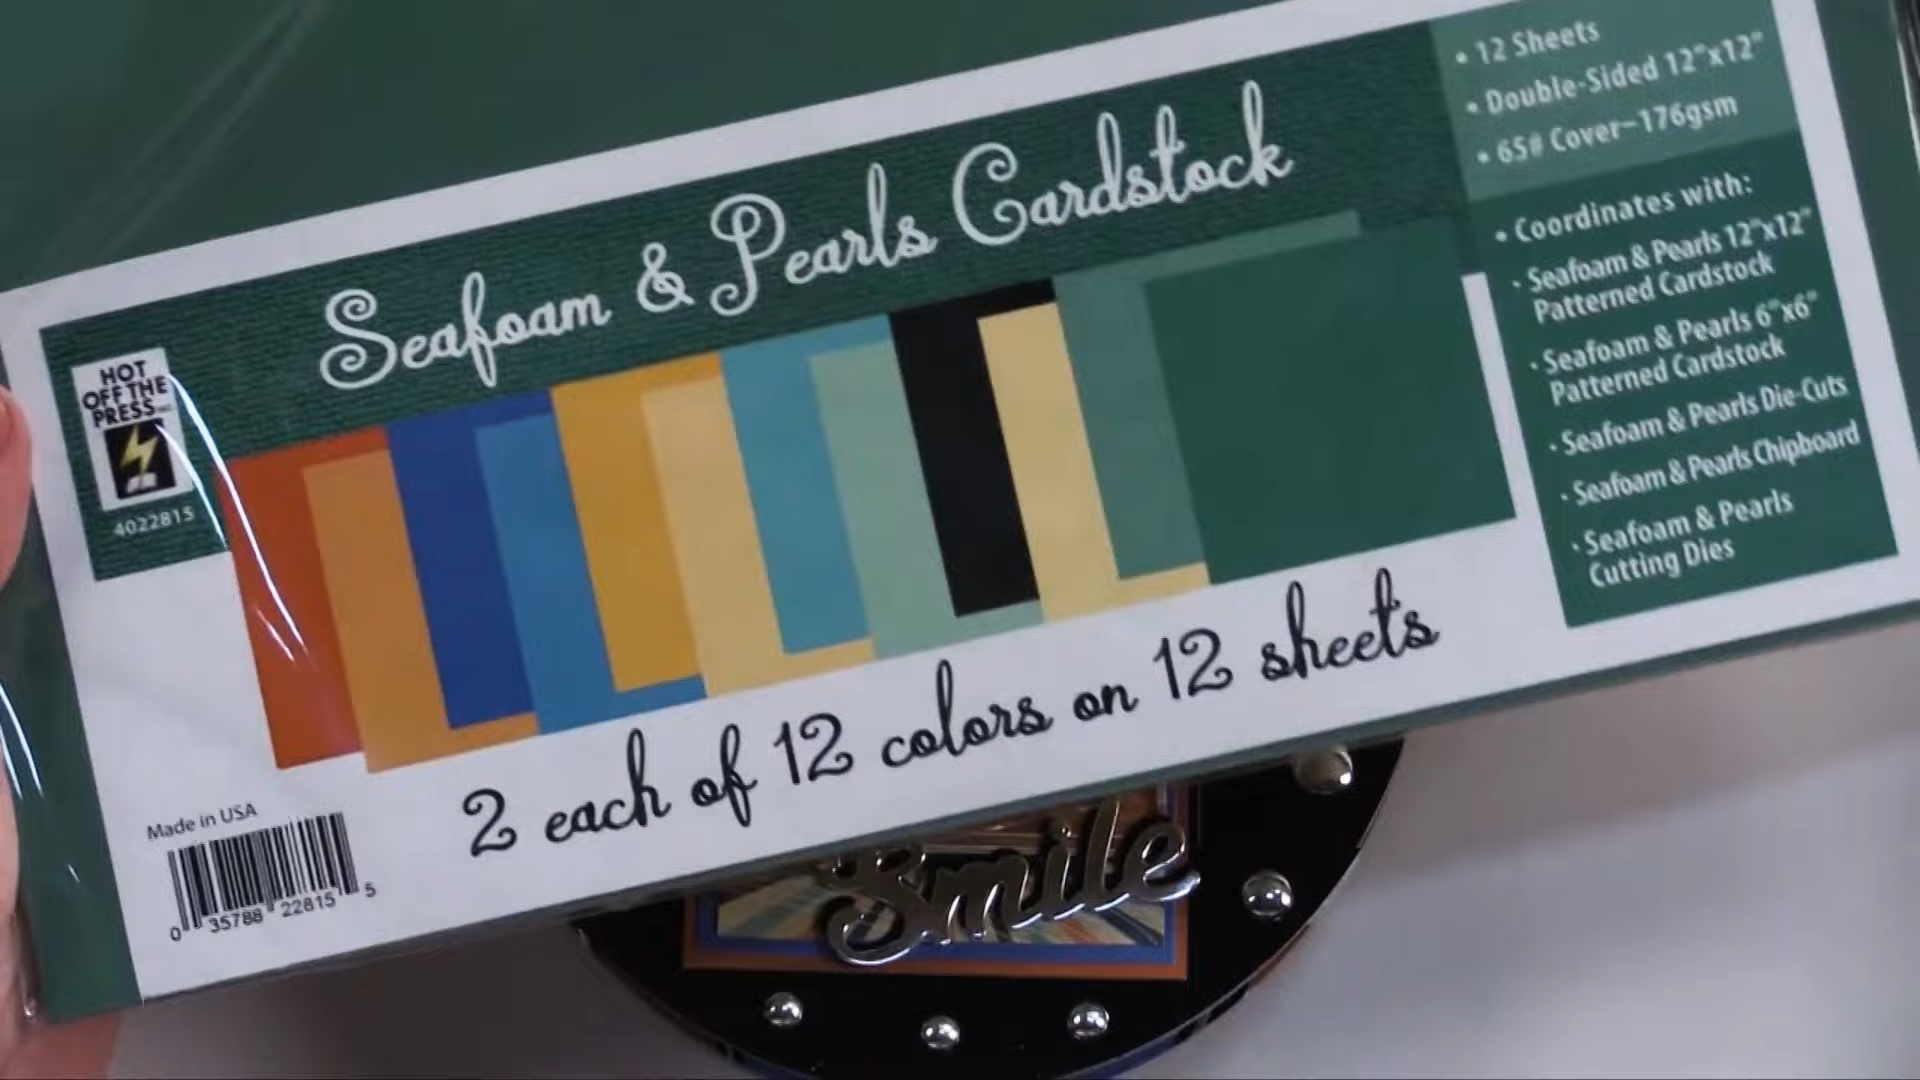 Seafoam & Pearls Cardstock
HOT
OFF THE
PRESS INC.
4022815
• 12 Sheets
• Double-Sided 12"x12"
• 65# Cover–176gsm
• Coordinates with:
· Seafoam & Pearls 12"x12"
Patterned Cardstock
· Seafoam & Pearls 6"x6"
Patterned Cardstock
· Seafoam & Pearls Die-Cuts
· Seafoam & Pearls Chipboard
· Seafoam & Pearls
Cutting Dies
2 each of 12 colors on 12 sheets
Made in USA
0 35788 22815 5
Smile